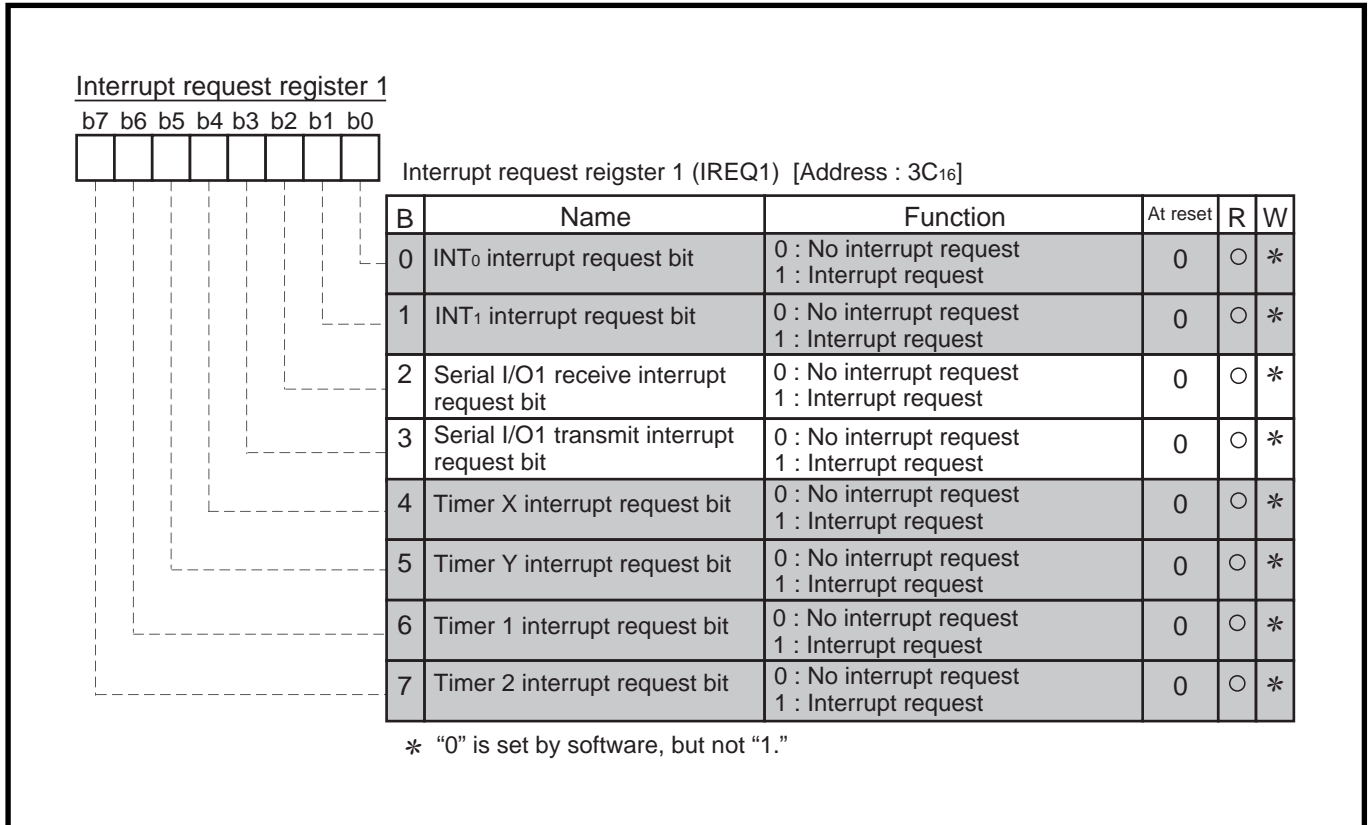 Interrupt request register 1
b7 b6 b5 b4 b3 b2 b1 b0
Interrupt request reigster 1 (IREQ1) [Address : 3C16]
B Name Function At reset R W
0 INT0 interrupt request bit 0 : No interrupt request 0 ○ *
1 : Interrupt request
1 INT1 interrupt request bit 0 : No interrupt request 0 ○ *
1 : Interrupt request
2 Serial I/O1 receive interrupt 0 : No interrupt request 0 ○ *
request bit 1 : Interrupt request
3 Serial I/O1 transmit interrupt 0 : No interrupt request 0 ○ *
request bit 1 : Interrupt request
4 Timer X interrupt request bit 0 : No interrupt request 0 ○ *
1 : Interrupt request
5 Timer Y interrupt request bit 0 : No interrupt request 0 ○ *
1 : Interrupt request
6 Timer 1 interrupt request bit 0 : No interrupt request 0 ○ *
1 : Interrupt request
7 Timer 2 interrupt request bit 0 : No interrupt request 0 ○ *
1 : Interrupt request
* “0” is set by software, but not “1.”